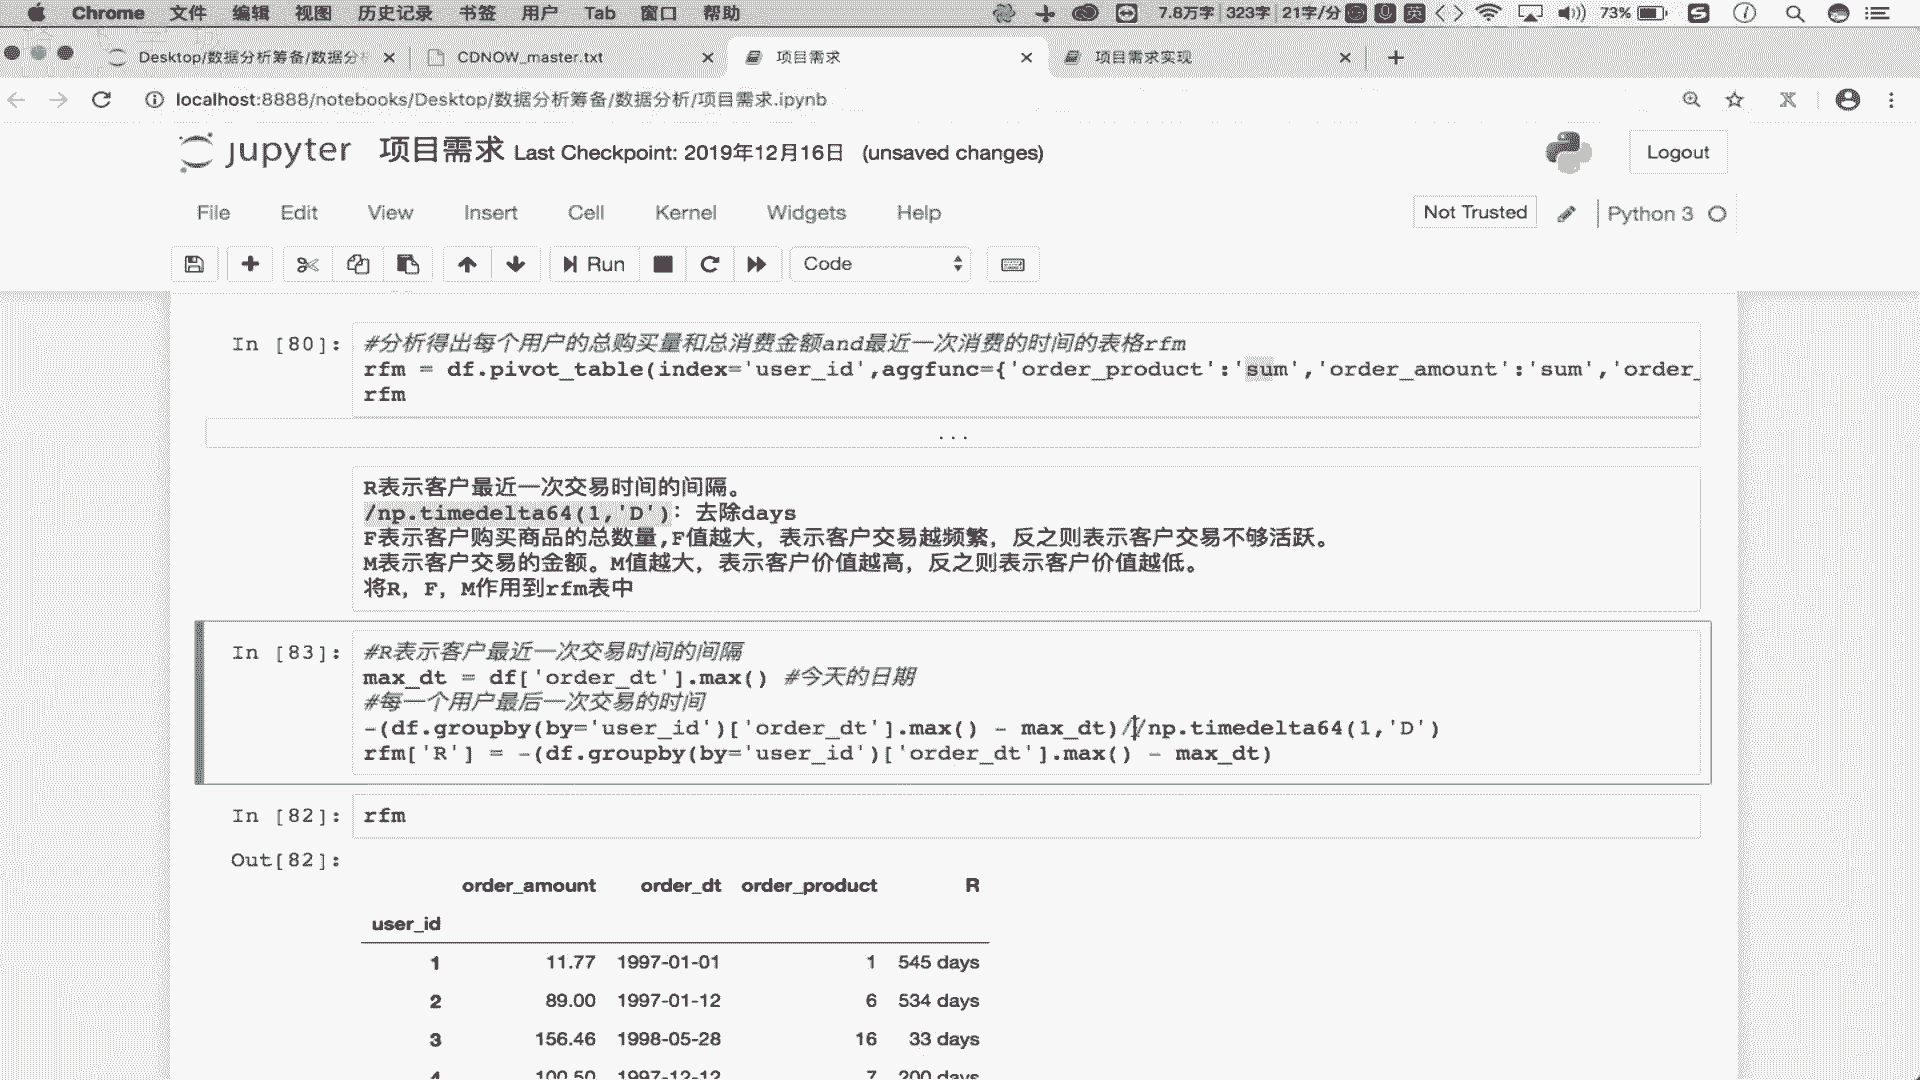 Chrome 文件 编辑 视图 历史记录 书签 用户 Tab 窗口 帮助 7.8万字 323字 21字/分 英 73%
Desktop/数据分析筹备/数据分 CDNOW_master.txt 项目需求 项目需求实现
localhost:8888/notebooks/Desktop/数据分析筹备/数据分析/项目需求.ipynb
jupyter 项目需求 Last Checkpoint: 2019年12月16日 (unsaved changes) Logout
File Edit View Insert Cell Kernel Widgets Help Not Trusted Python 3
Run Code
In [80]: #分析得出每个用户的总购买量和总消费金额and最近一次消费的时间的表格rfm
rfm = df.pivot_table(index='user_id',aggfunc={'order_product':'sum','order_amount':'sum','order_
rfm
...
R表示客户最近一次交易时间的间隔。
/np.timedelta64(1,'D')：去除days
F表示客户购买商品的总数量,F值越大，表示客户交易越频繁，反之则表示客户交易不够活跃。
M表示客户交易的金额。M值越大，表示客户价值越高，反之则表示客户价值越低。
将R，F，M作用到rfm表中
In [83]: #R表示客户最近一次交易时间的间隔
max_dt = df['order_dt'].max() #今天的日期
#每一个用户最后一次交易的时间
-(df.groupby(by='user_id')['order_dt'].max() - max_dt)//np.timedelta64(1,'D')
rfm['R'] = -(df.groupby(by='user_id')['order_dt'].max() - max_dt)
In [82]: rfm
Out[82]:
order_amount order_dt order_product R
user_id
1 11.77 1997-01-01 1 545 days
2 89.00 1997-01-12 6 534 days
3 156.46 1998-05-28 16 33 days
4 100.50 1997-12-12 7 200 days